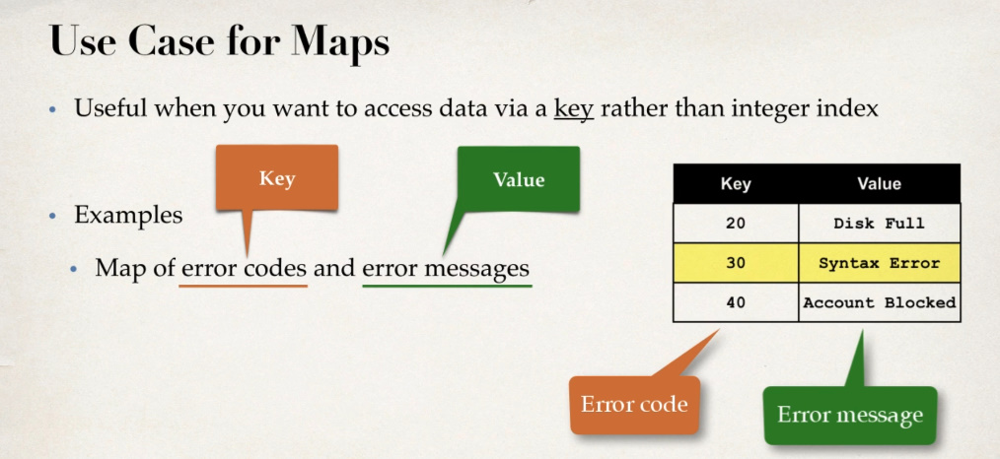 Use Case for Maps
• Useful when you want to access data via a key rather than integer index
Key
Value
• Examples
• Map of error codes and error messages
Key Value
20 Disk Full
30 Syntax Error
40 Account Blocked
Error code
Error message